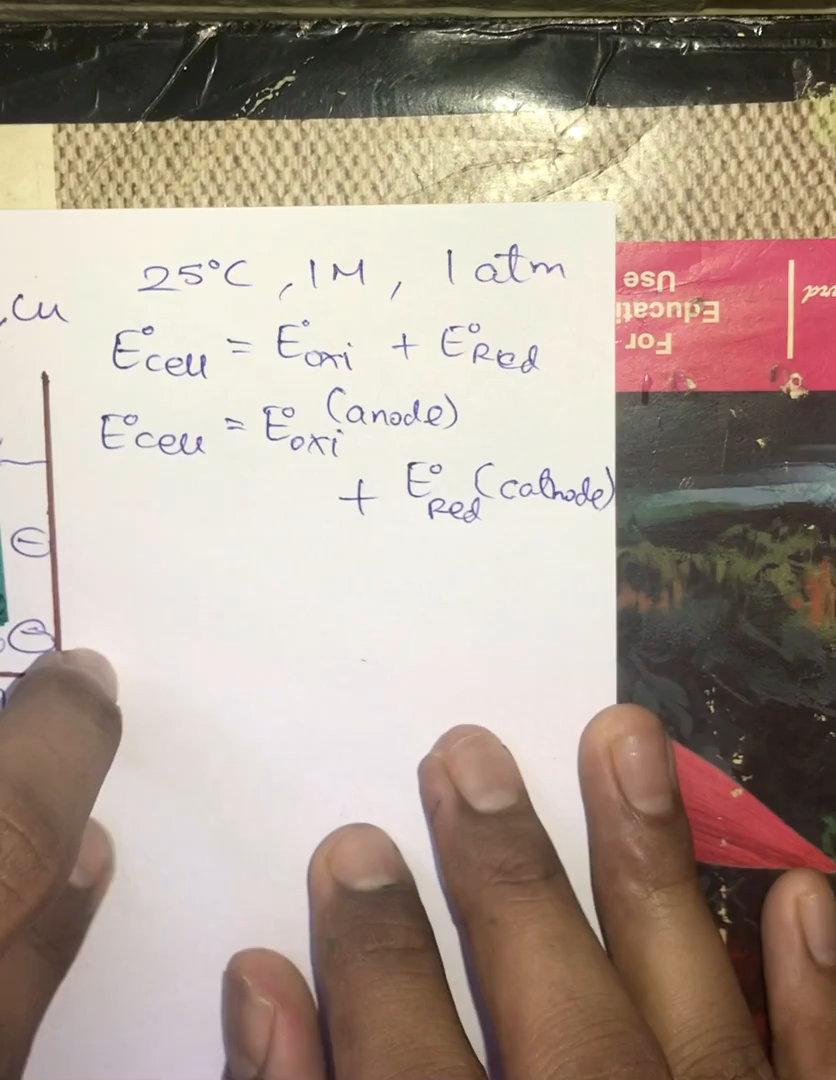 25°C, 1M, 1 atm
,Cu
E°cell = E°oxi + E°Red
E°cell = E°oxi (anode)
+ E°Red (cathode)
⊖
⊖
For
Educati
Use